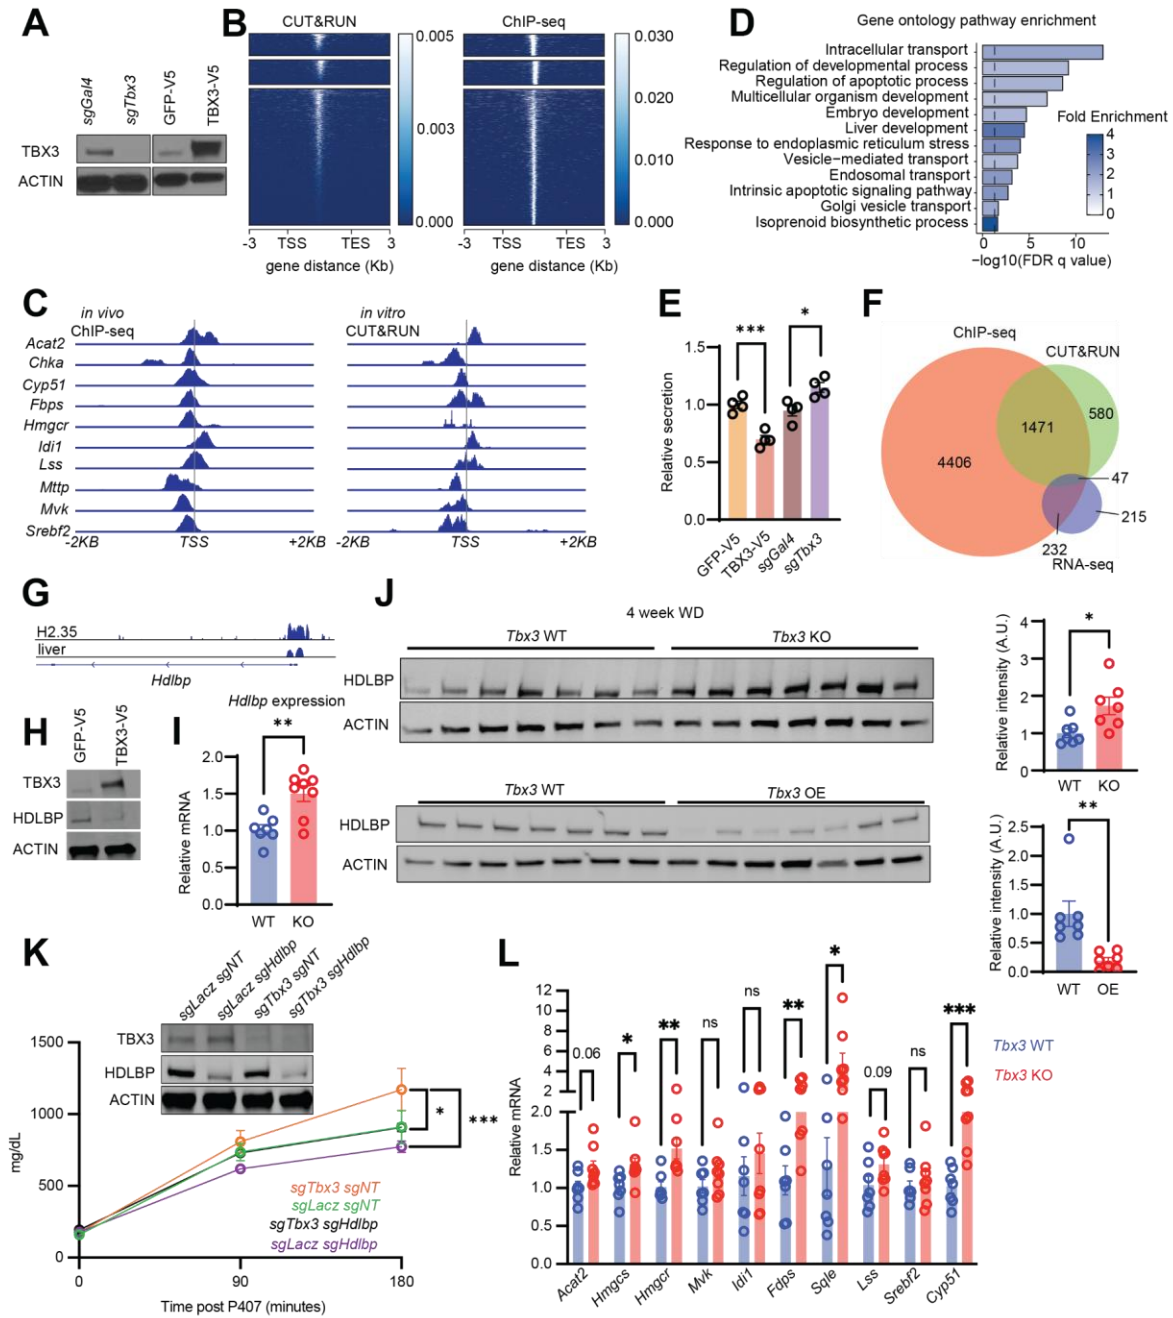 A
sgGal4
sgTbx3
GFP-V5
TBX3-V5
TBX3
ACTIN
B
CUT&RUN
ChIP-seq
0.005
0.003
0.000
0.030
0.020
0.010
0.000
-3 TSS TES 3
gene distance (Kb)
-3 TSS TES 3
gene distance (Kb)
D
Gene ontology pathway enrichment
Intracellular transport
Regulation of developmental process
Regulation of apoptotic process
Multicellular organism development
Embryo development
Liver development
Response to endoplasmic reticulum stress
Vesicle-mediated transport
Endosomal transport
Intrinsic apoptotic signaling pathway
Golgi vesicle transport
Isoprenoid biosynthetic process
0 5 10
−log10(FDR q value)
Fold Enrichment
4
3
2
1
0
C
in vivo
ChIP-seq
in vitro
CUT&RUN
Acat2
Chka
Cyp51
Fbps
Hmgcr
Idi1
Lss
Mttp
Mvk
Srebf2
-2KB TSS +2KB
-2KB TSS +2KB
E
*** *
1.5
1.0
0.5
0.0
Relative secretion
GFP-V5
TBX3-V5
sgGal4
sgTbx3
F
ChIP-seq
CUT&RUN
580
1471
4406
47
215
232
RNA-seq
G
H2.35
liver
Hdlbp
H
GFP-V5
TBX3-V5
TBX3
HDLBP
ACTIN
I
Hdlbp expression
**
2.0
1.5
1.0
0.5
0.0
Relative mRNA
WT KO
J
4 week WD
Tbx3 WT Tbx3 KO
HDLBP
ACTIN
Tbx3 WT Tbx3 OE
HDLBP
ACTIN
*
4
3
2
1
0
Relative intensity (A.U.)
WT KO
**
2.5
2.0
1.5
1.0
0.5
0.0
Relative intensity (A.U.)
WT OE
K
sgLacz sgNT
sgLacz sgHdlbp
sgTbx3 sgNT
sgTbx3 sgHdlbp
TBX3
HDLBP
ACTIN
1500
1000
500
0
mg/dL
* ***
sgTbx3 sgNT
sgLacz sgNT
sgTbx3 sgHdlbp
sgLacz sgHdlbp
0 90 180
Time post P407 (minutes)
L
12
10
8
6
4
2
2.0
1.5
1.0
0.5
0.0
Relative mRNA
0.06 * ** ns ns ** * 0.09 ns ***
Acat2
Hmgcs
Hmgcr
Mvk
Idi1
Fdps
Sqle
Lss
Srebf2
Cyp51
Tbx3 WT
Tbx3 KO